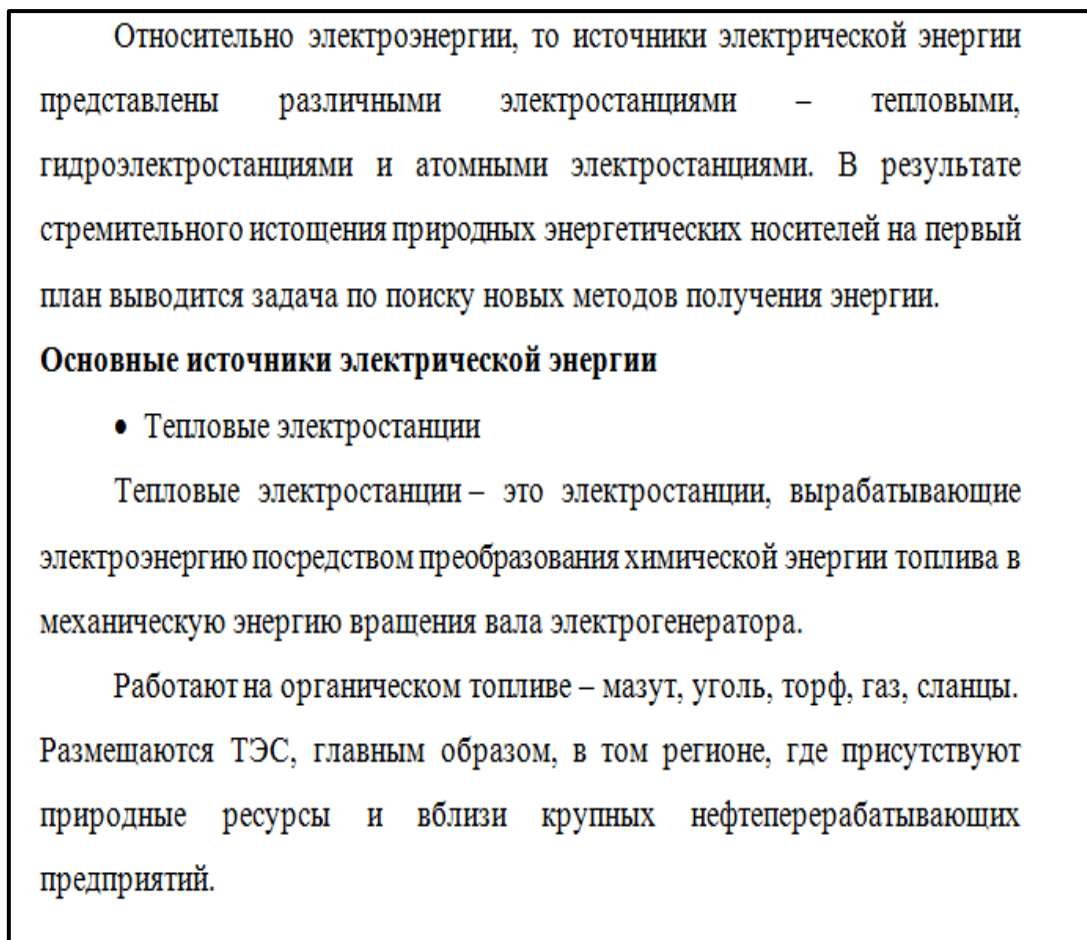 Относительно электроэнергии, то источники электрической энергии
представлены различными электростанциями – тепловыми,
гидроэлектростанциями и атомными электростанциями. В результате
стремительного истощения природных энергетических носителей на первый
план выводится задача по поиску новых методов получения энергии.
Основные источники электрической энергии
• Тепловые электростанции
Тепловые электростанции – это электростанции, вырабатывающие
электроэнергию посредством преобразования химической энергии топлива в
механическую энергию вращения вала электрогенератора.
Работают на органическом топливе – мазут, уголь, торф, газ, сланцы.
Размещаются ТЭС, главным образом, в том регионе, где присутствуют
природные ресурсы и вблизи крупных нефтеперерабатывающих
предприятий.